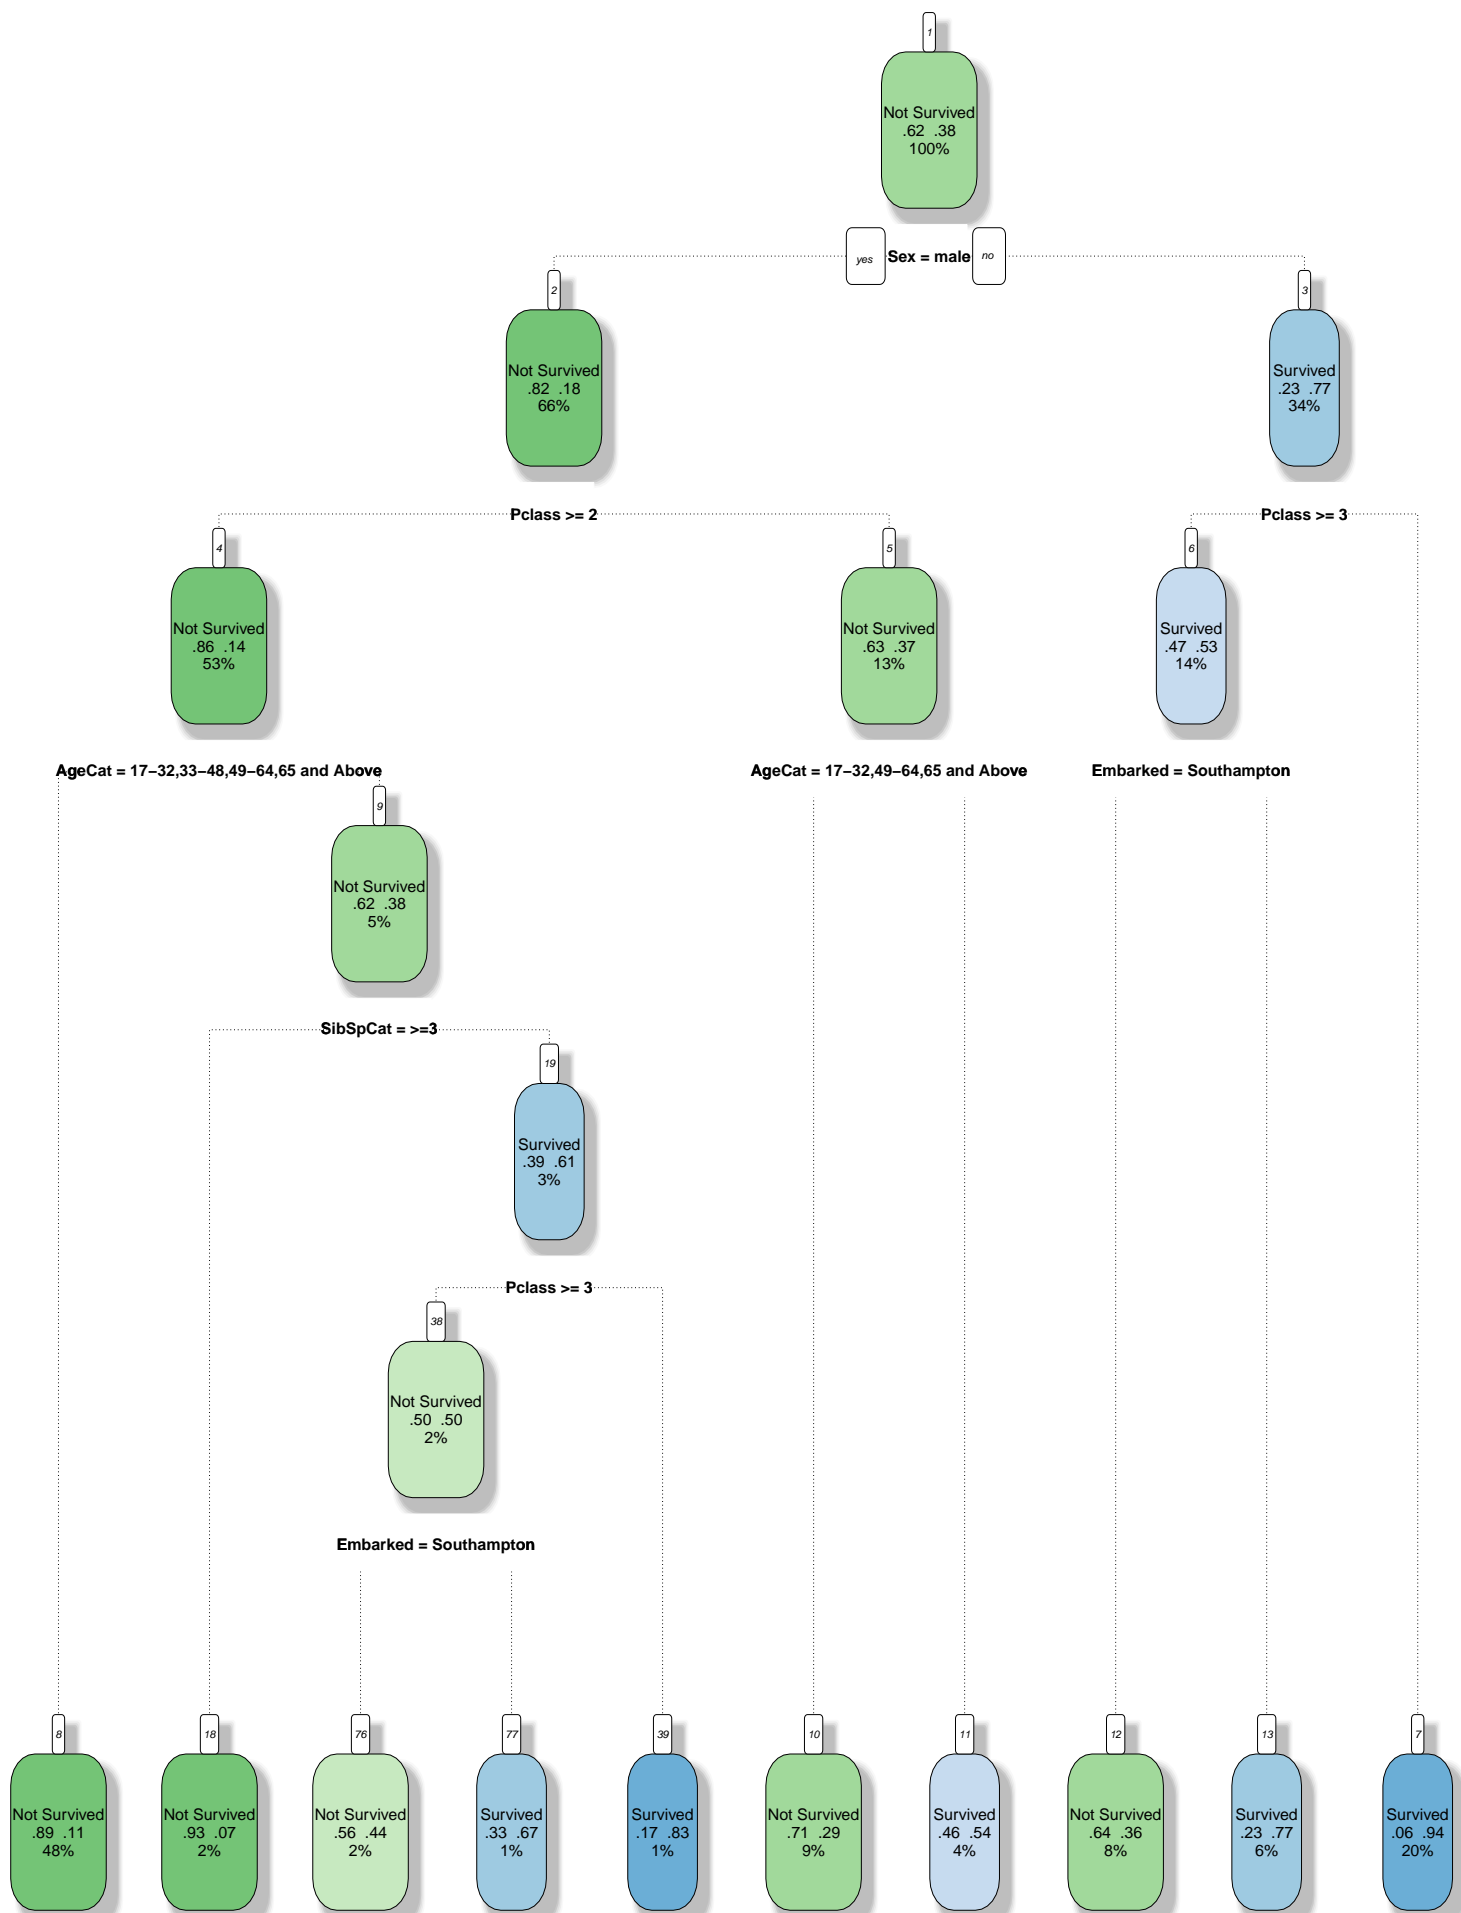 1
Not Survived
.62 .38
100%
yes
Sex = male
no
2
Not Survived
.82 .18
66%
3
Survived
.23 .77
34%
Pclass >= 2
Pclass >= 3
4
Not Survived
.86 .14
53%
5
Not Survived
.63 .37
13%
6
Survived
.47 .53
14%
AgeCat = 17−32,33−48,49−64,65 and Above
AgeCat = 17−32,49−64,65 and Above
Embarked = Southampton
9
Not Survived
.62 .38
5%
SibSpCat = >=3
19
Survived
.39 .61
3%
Pclass >= 3
38
Not Survived
.50 .50
2%
Embarked = Southampton
8
Not Survived
.89 .11
48%
18
Not Survived
.93 .07
2%
76
Not Survived
.56 .44
2%
77
Survived
.33 .67
1%
39
Survived
.17 .83
1%
10
Not Survived
.71 .29
9%
11
Survived
.46 .54
4%
12
Not Survived
.64 .36
8%
13
Survived
.23 .77
6%
7
Survived
.06 .94
20%